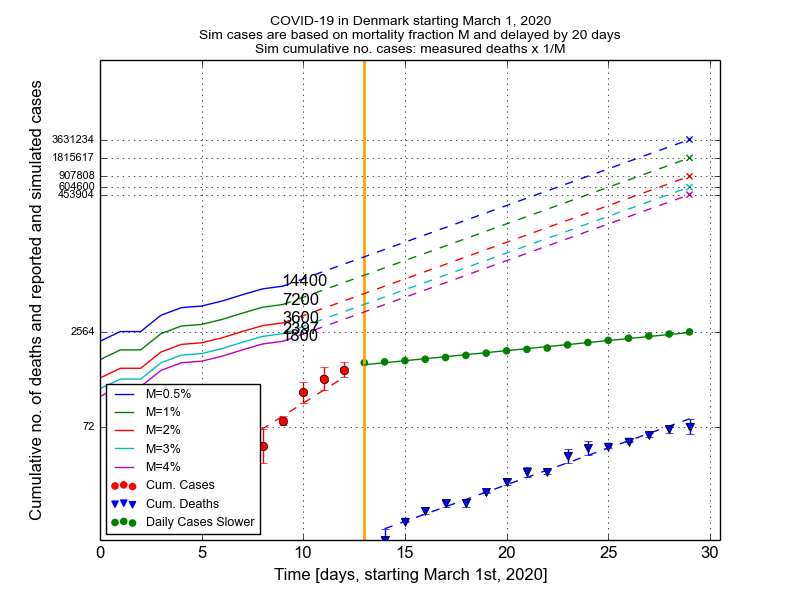 COVID-19 in Denmark starting March 1, 2020
Sim cases are based on mortality fraction M and delayed by 20 days
Sim cumulative no. cases: measured deaths x 1/M
Cumulative no. of deaths and reported and simulated cases
3631234
1815617
907808
604600
453904
2564
72
14400
7200
3600
2397
1800
M=0.5%
M=1%
M=2%
M=3%
M=4%
Cum. Cases
Cum. Deaths
Daily Cases Slower
0 5 10 15 20 25 30
Time [days, starting March 1st, 2020]